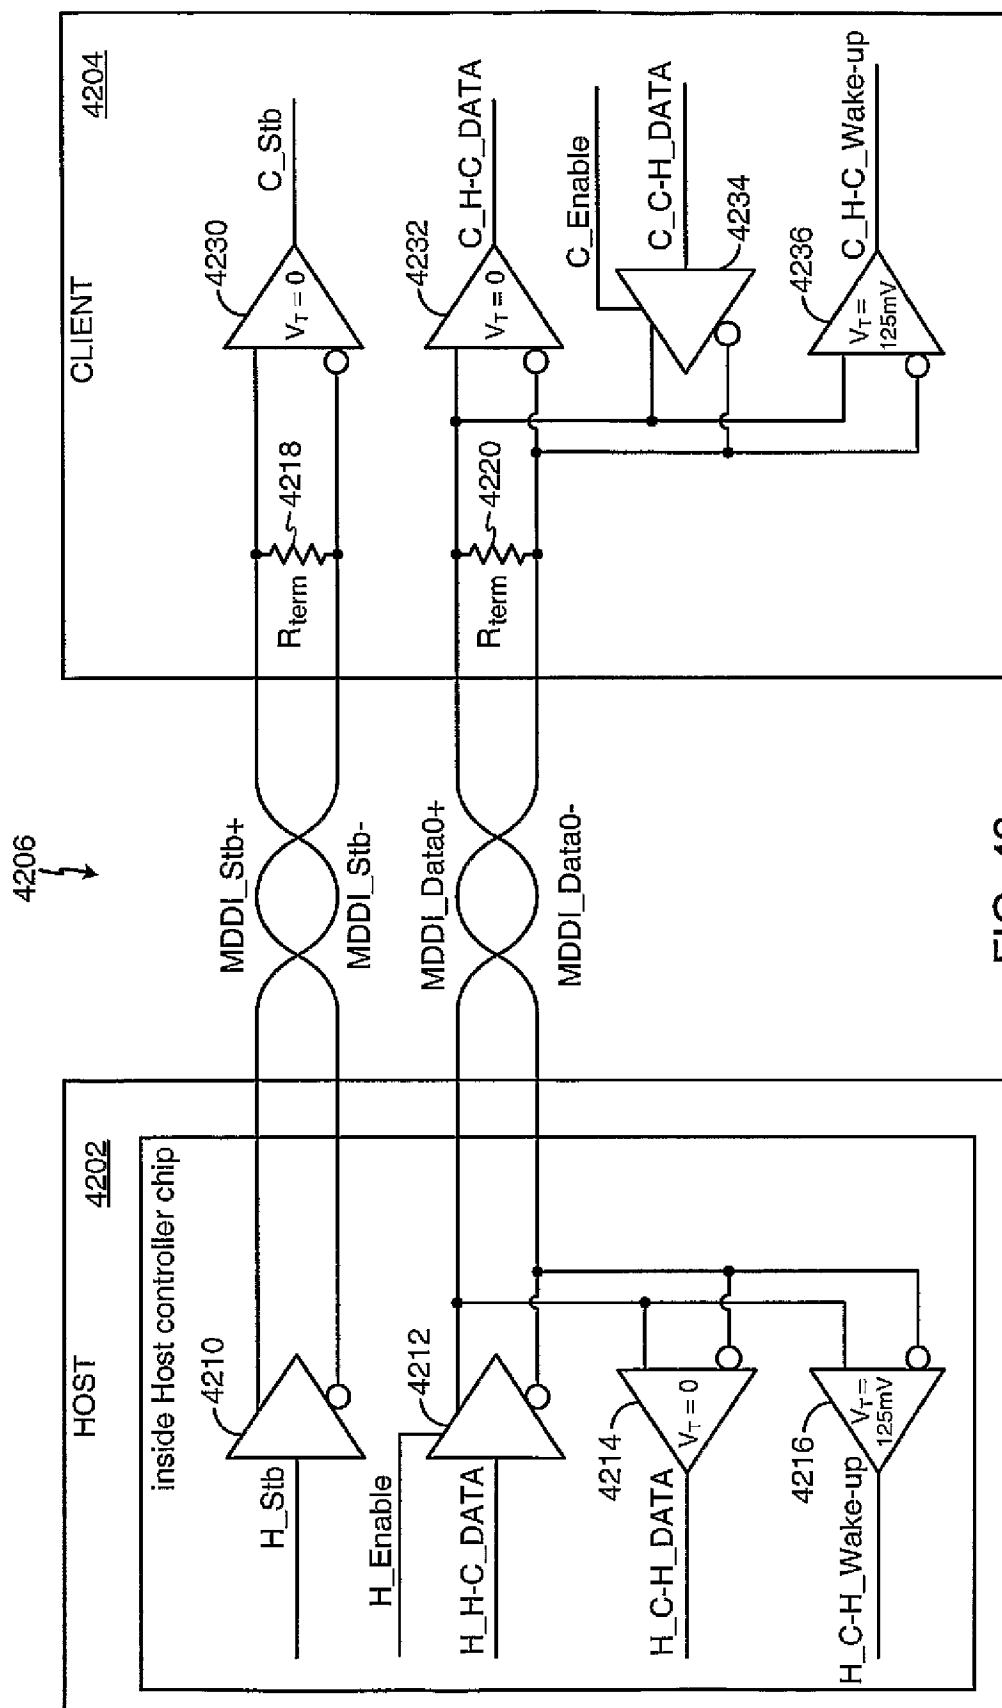 HOST
4202
inside Host controller chip
4210
H_Stb
H_Enable
4212
H_H-C_DATA
4214
V_T = 0
H_C-H_DATA
4216
V_T =
125mV
H_C-H_Wake-up
4206
MDDI_Stb+
MDDI_Stb-
MDDI_Data0+
MDDI_Data0-
CLIENT
4204
R_term
4218
4230
V_T = 0
C_Stb
R_term
4220
4232
V_T = 0
C_H-C_DATA
C_Enable
C_C-H_DATA
4234
4236
V_T =
125mV
C_H-C_Wake-up